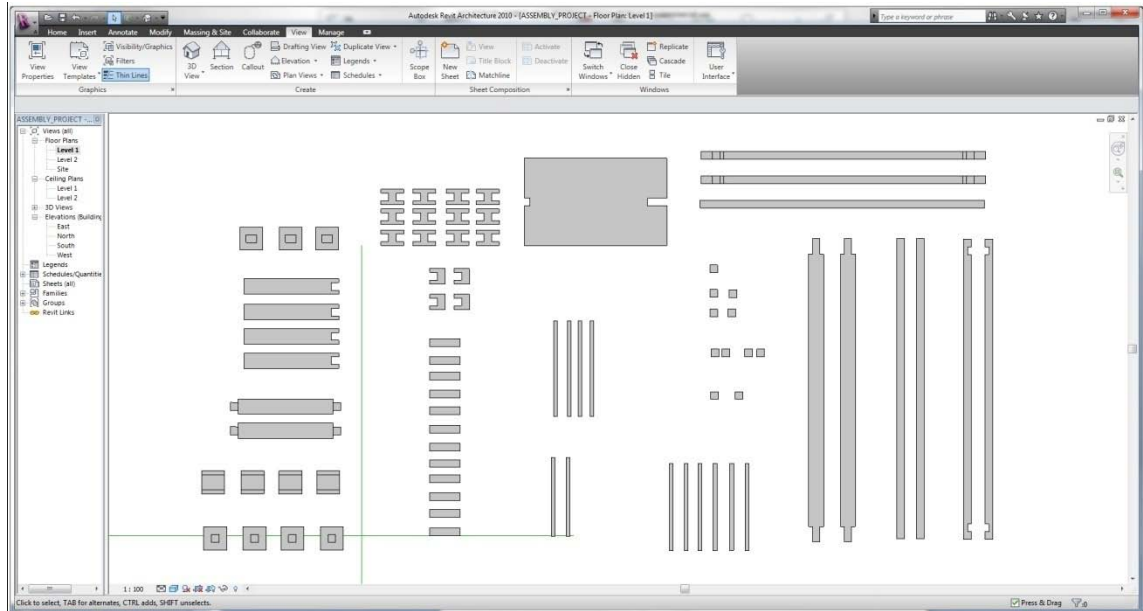 Autodesk Revit Architecture 2010 - [ASSEMBLY_PROJECT - Floor Plan: Level 1]
Type a keyword or phrase
Home Insert Annotate Modify Massing & Site Collaborate View Manage
View Properties
View Templates
Visibility/Graphics
Filters
Thin Lines
3D View
Section
Callout
Drafting View
Elevation
Plan Views
Duplicate View
Legends
Schedules
Scope Box
New Sheet
View
Title Block
Matchline
Activate
Deactivate
Switch Windows
Close Hidden
Replicate
Cascade
Tile
User Interface
Graphics
Create
Sheet Composition
Windows
ASSEMBLY_PROJECT - ...
Views (all)
Floor Plans
Level 1
Level 2
Site
Ceiling Plans
Level 1
Level 2
3D Views
Elevations (Building
East
North
South
West
Legends
Schedules/Quantitie
Sheets (all)
Families
Groups
Revit Links
1 : 100
Click to select, TAB for alternates, CTRL adds, SHIFT unselects.
Press & Drag
:0